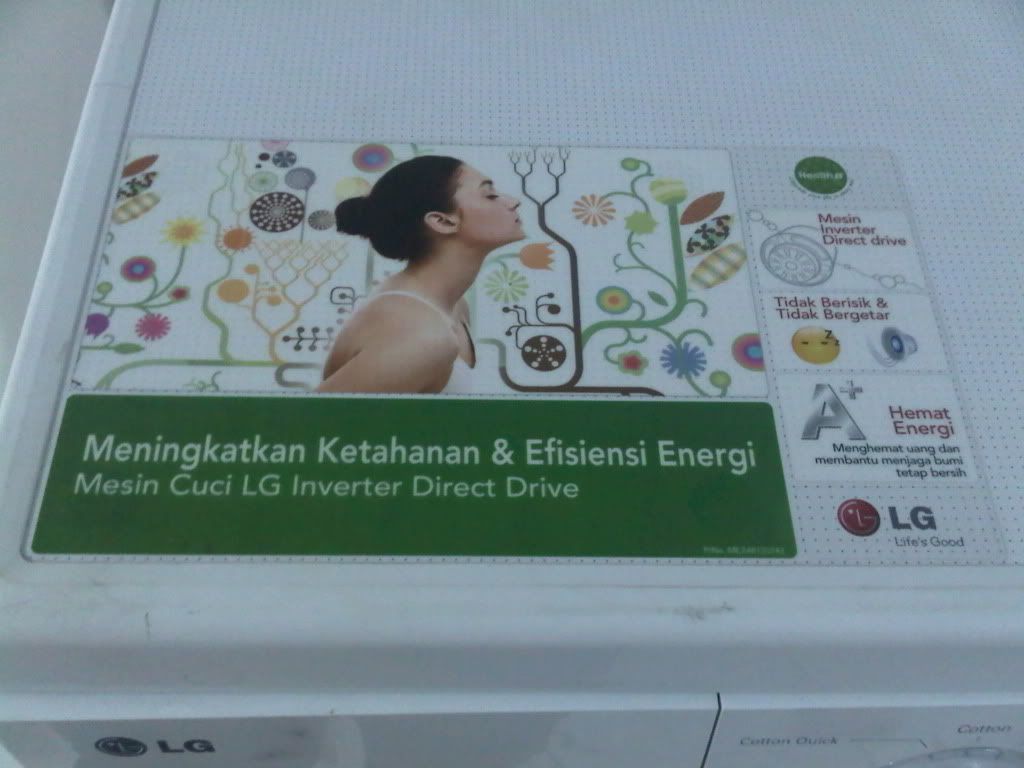 Health+
Mesin
Inverter
Direct drive
Tidak Berisik &
Tidak Bergetar
A+
Hemat
Energi
Menghemat uang dan
membantu menjaga bumi
tetap bersih
LG
Life's Good
Meningkatkan Ketahanan & Efisiensi Energi
Mesin Cuci LG Inverter Direct Drive
LG
Cotton Quick
Cotton